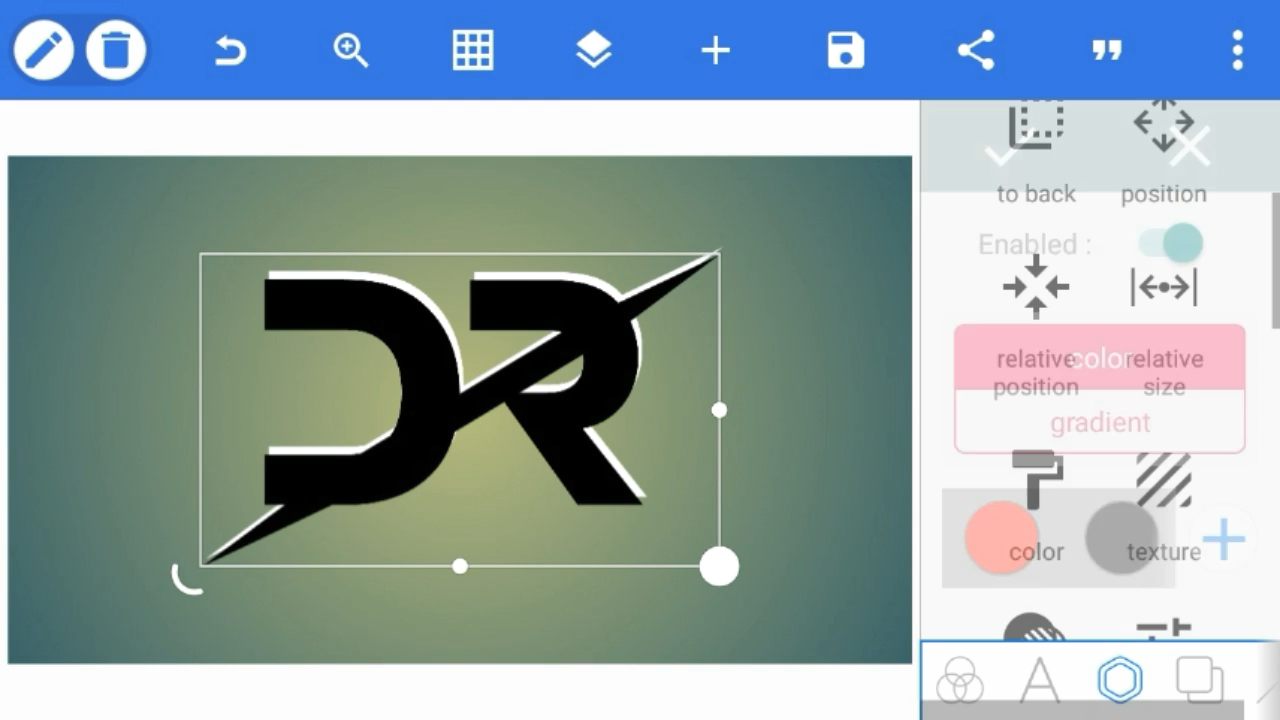 to back position
Enabled :
color
relative position
relative size
gradient
color texture
DR